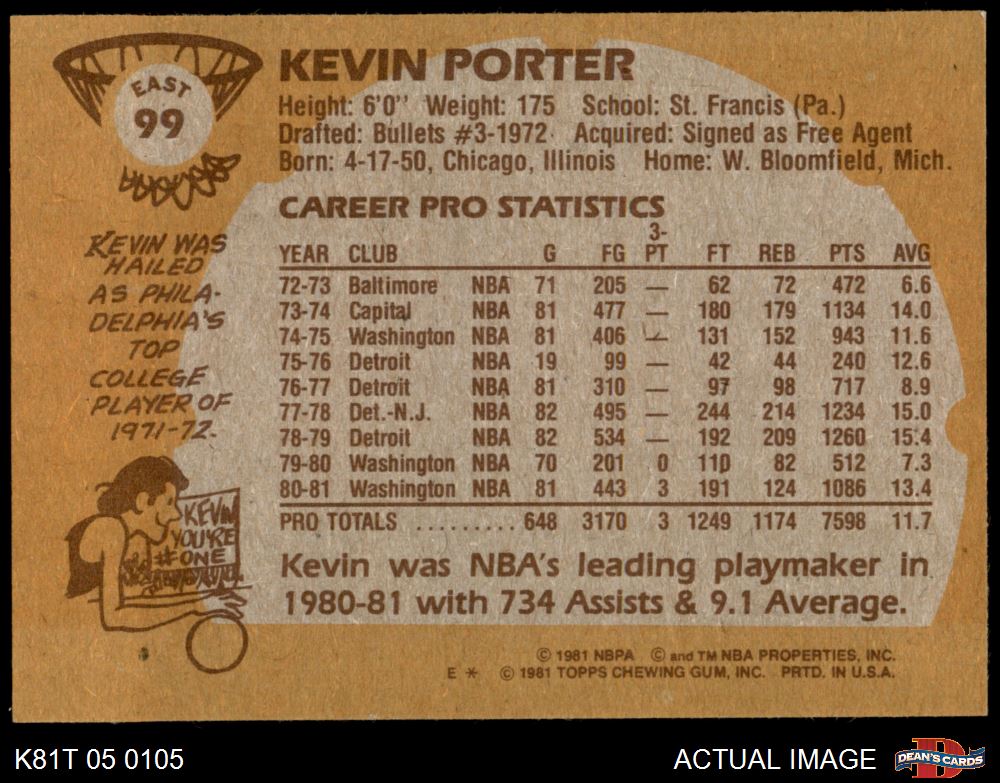 EAST
99
KEVIN PORTER
Height: 6'0" Weight: 175 School: St. Francis (Pa.)
Drafted: Bullets #3-1972 Acquired: Signed as Free Agent
Born: 4-17-50, Chicago, Illinois Home: W. Bloomfield, Mich.
KEVIN WAS
HAILED
AS PHILA-
DELPHIA'S
TOP
COLLEGE
PLAYER OF
1971-72.
KEVIN
YOU'RE
#ONE
CAREER PRO STATISTICS
YEAR CLUB G FG 3-PT FT REB PTS AVG
72-73 Baltimore NBA 71 205 — 62 72 472 6.6
73-74 Capital NBA 81 477 — 180 179 1134 14.0
74-75 Washington NBA 81 406 — 131 152 943 11.6
75-76 Detroit NBA 19 99 — 42 44 240 12.6
76-77 Detroit NBA 81 310 — 97 98 717 8.9
77-78 Det.-N.J. NBA 82 495 — 244 214 1234 15.0
78-79 Detroit NBA 82 534 — 192 209 1260 15.4
79-80 Washington NBA 70 201 0 110 82 512 7.3
80-81 Washington NBA 81 443 3 191 124 1086 13.4
PRO TOTALS ......... 648 3170 3 1249 1174 7598 11.7
Kevin was NBA's leading playmaker in
1980-81 with 734 Assists & 9.1 Average.
© 1981 NBPA © and TM NBA PROPERTIES, INC.
E * © 1981 TOPPS CHEWING GUM, INC. PRTD. IN U.S.A.
K81T 05 0105
ACTUAL IMAGE
D
DEAN'S CARDS